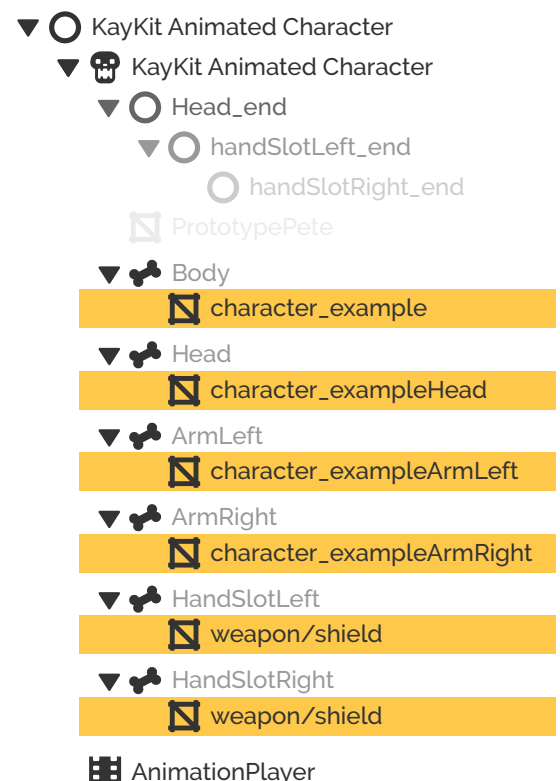 KayKit Animated Character
KayKit Animated Character
Head_end
handSlotLeft_end
handSlotRight_end
PrototypePete
Body
character_example
Head
character_exampleHead
ArmLeft
character_exampleArmLeft
ArmRight
character_exampleArmRight
HandSlotLeft
weapon/shield
HandSlotRight
weapon/shield
AnimationPlayer